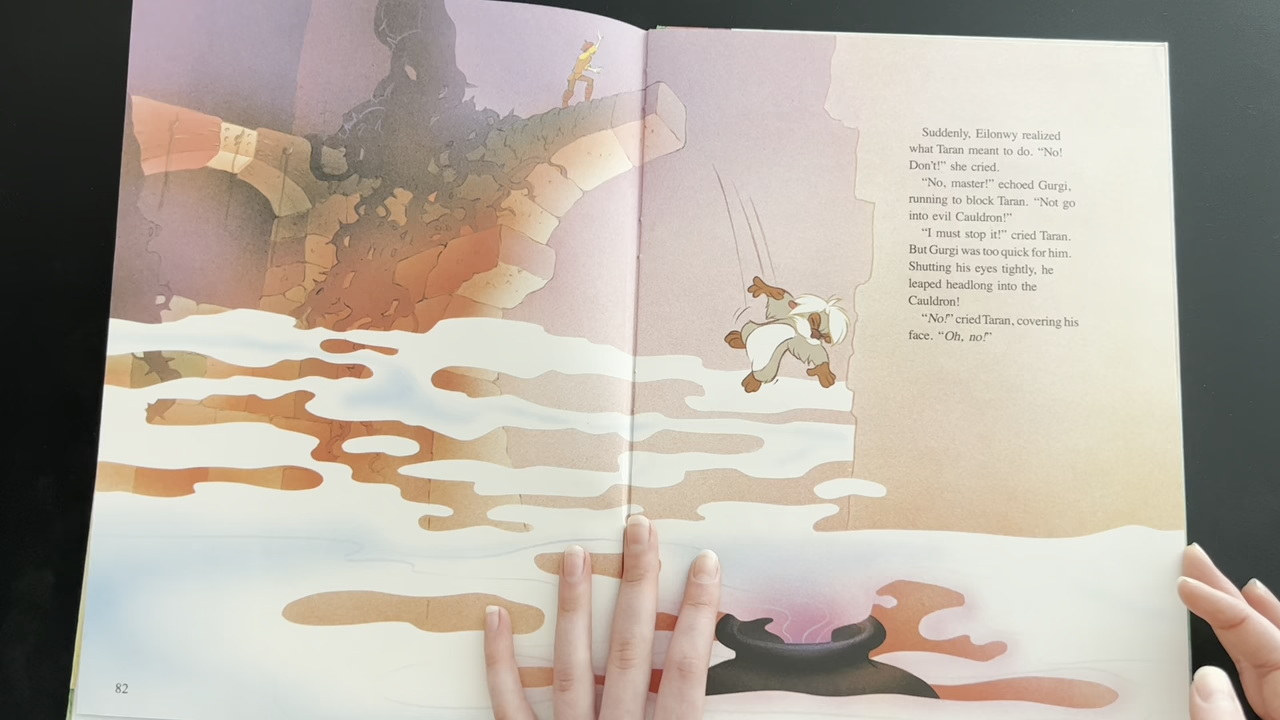 Suddenly, Eilonwy realized
what Taran meant to do. “No!
Don't!” she cried.
“No, master!” echoed Gurgi,
running to block Taran. “Not go
into evil Cauldron!”
“I must stop it!” cried Taran.
But Gurgi was too quick for him.
Shutting his eyes tightly, he
leaped headlong into the
Cauldron!
“No!” cried Taran, covering his
face. “Oh, no!”
82